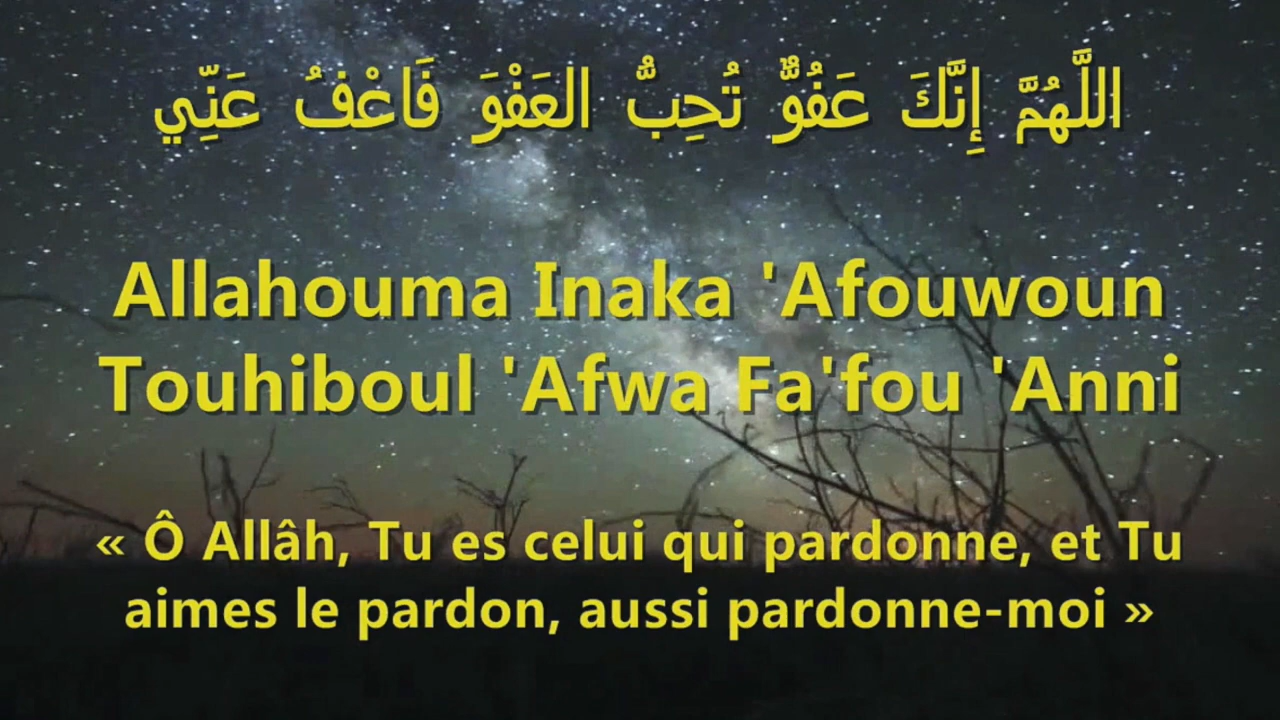 اللَّهُمَّ إِنَّكَ عَفُوٌّ تُحِبُّ العَفْوَ فَاعْفُ عَنِّي
Allahouma Inaka 'Afouwoun
Touhiboul 'Afwa Fa'fou 'Anni
« Ô Allâh, Tu es celui qui pardonne, et Tu
aimes le pardon, aussi pardonne-moi »